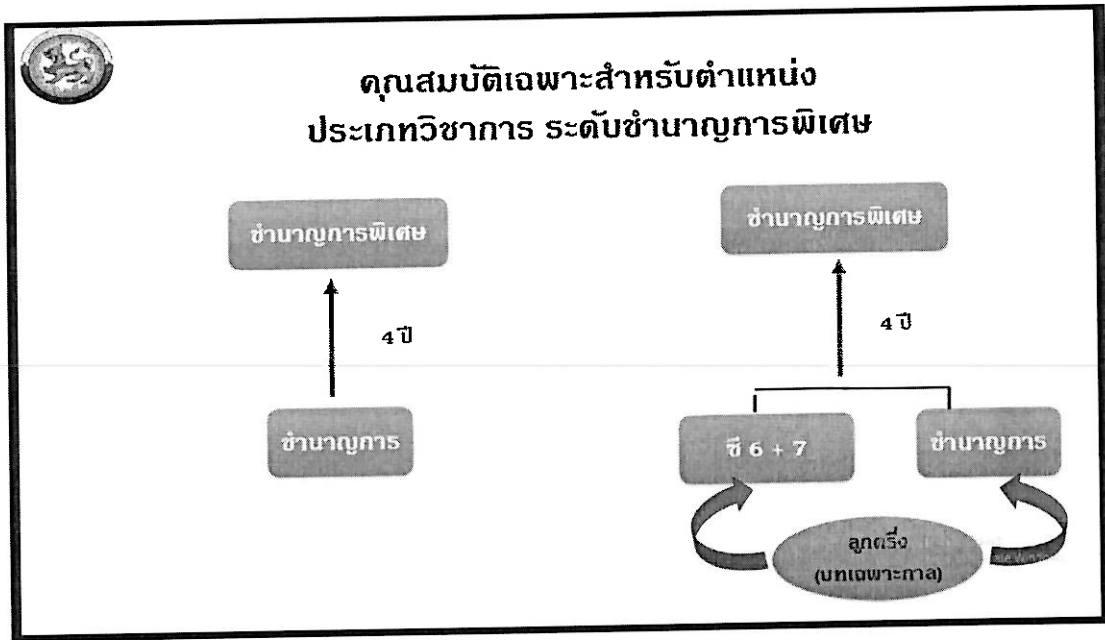 คุณสมบัติเฉพาะสำหรับตำแหน่ง
ประเภทวิชาการ ระดับชำนาญการพิเศษ
ชำนาญการพิเศษ
4 ปี
ชำนาญการ
ชำนาญการพิเศษ
4 ปี
ซี 6 + 7
ชำนาญการ
ลูกครึ่ง
(บทเฉพาะกาล)